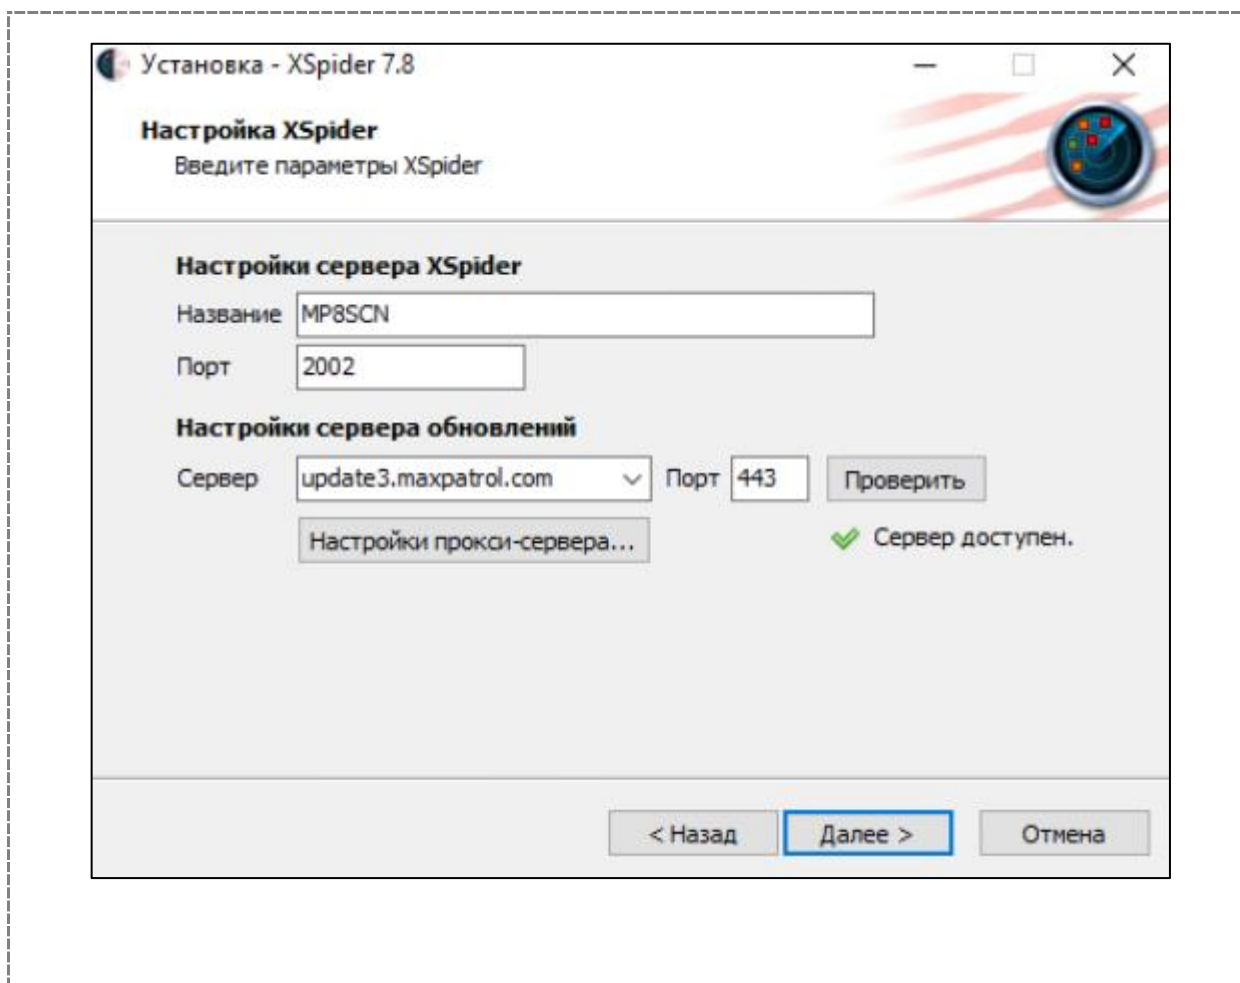 Установка - XSpider 7.8
Настройка XSpider
Введите параметры XSpider
Настройки сервера XSpider
Название MP8SCN
Порт 2002
Настройки сервера обновлений
Сервер update3.maxpatrol.com Порт 443 Проверить
Настройки прокси-сервера... Сервер доступен.
< Назад Далее > Отмена